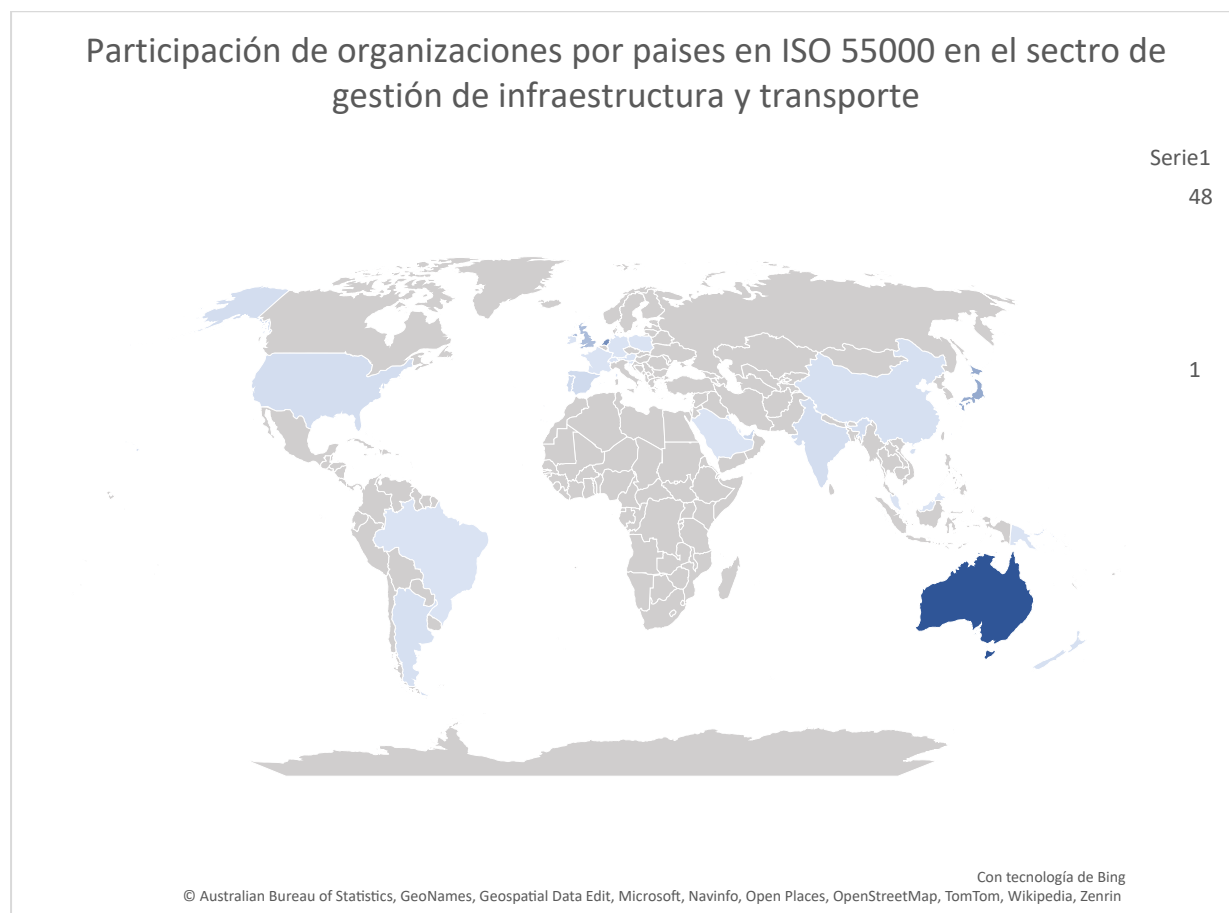 Participación de organizaciones por paises en ISO 55000 en el sectro de
gestión de infraestructura y transporte
Serie1
48
1
Con tecnología de Bing
© Australian Bureau of Statistics, GeoNames, Geospatial Data Edit, Microsoft, Navinfo, Open Places, OpenStreetMap, TomTom, Wikipedia, Zenrin